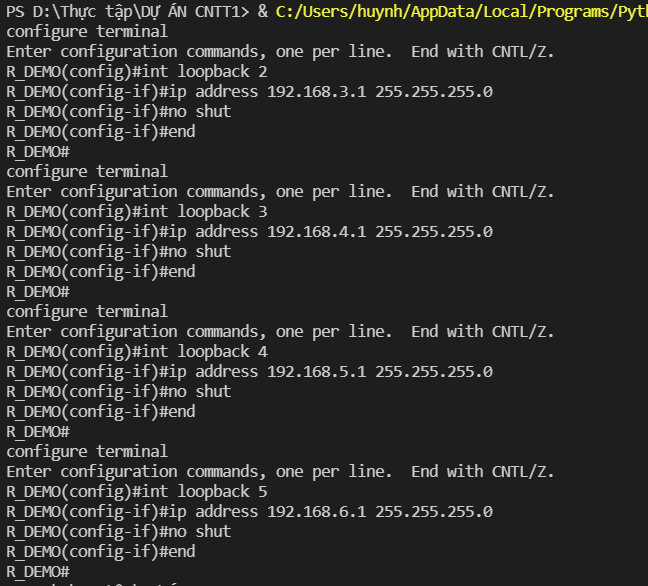 PS D:\Thực tập\DỰ ÁN CNTT1> & C:/Users/huynh/AppData/Local/Programs/Pyt
configure terminal
Enter configuration commands, one per line.  End with CNTL/Z.
R_DEMO(config)#int loopback 2
R_DEMO(config-if)#ip address 192.168.3.1 255.255.255.0
R_DEMO(config-if)#no shut
R_DEMO(config-if)#end
R_DEMO#
configure terminal
Enter configuration commands, one per line.  End with CNTL/Z.
R_DEMO(config)#int loopback 3
R_DEMO(config-if)#ip address 192.168.4.1 255.255.255.0
R_DEMO(config-if)#no shut
R_DEMO(config-if)#end
R_DEMO#
configure terminal
Enter configuration commands, one per line.  End with CNTL/Z.
R_DEMO(config)#int loopback 4
R_DEMO(config-if)#ip address 192.168.5.1 255.255.255.0
R_DEMO(config-if)#no shut
R_DEMO(config-if)#end
R_DEMO#
configure terminal
Enter configuration commands, one per line.  End with CNTL/Z.
R_DEMO(config)#int loopback 5
R_DEMO(config-if)#ip address 192.168.6.1 255.255.255.0
R_DEMO(config-if)#no shut
R_DEMO(config-if)#end
R_DEMO#